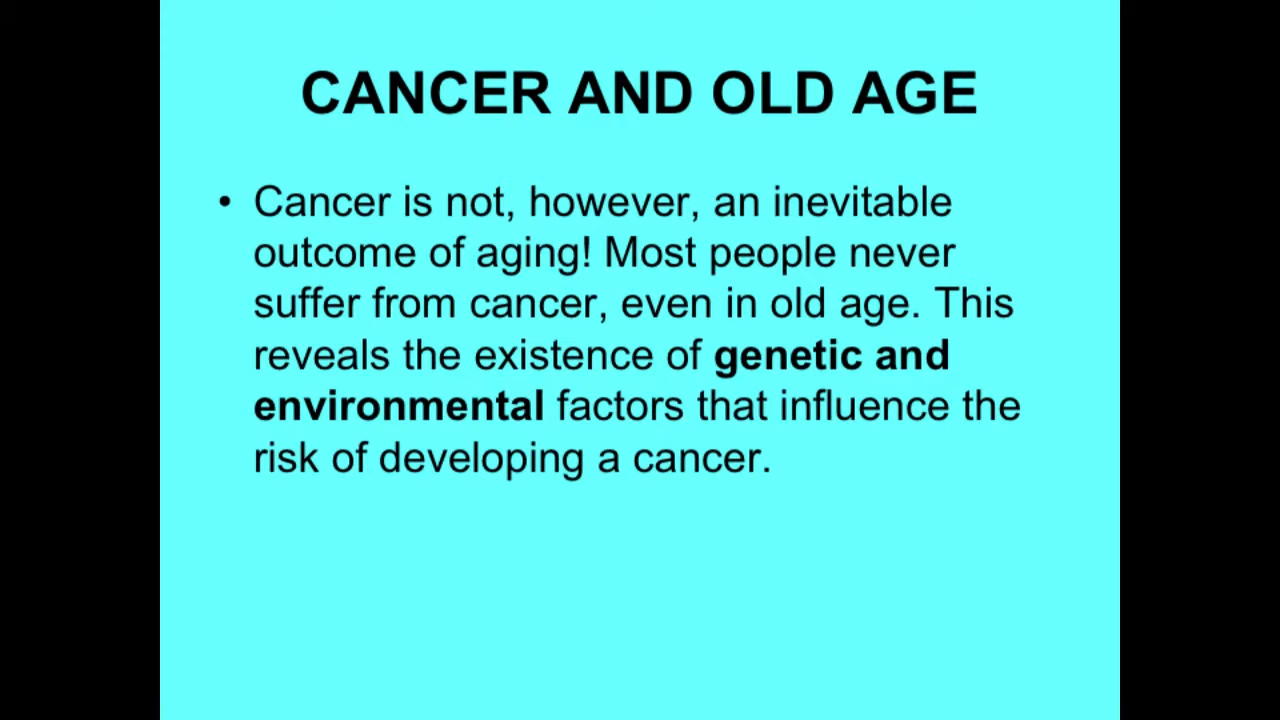 CANCER AND OLD AGE
• Cancer is not, however, an inevitable
outcome of aging! Most people never
suffer from cancer, even in old age. This
reveals the existence of genetic and
environmental factors that influence the
risk of developing a cancer.